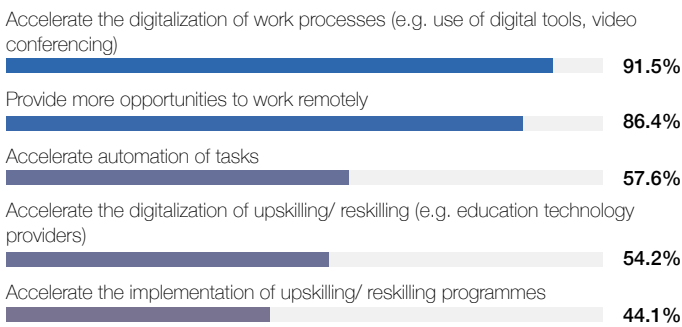 Accelerate the digitalization of work processes (e.g. use of digital tools, video
conferencing)
91.5%
Provide more opportunities to work remotely
86.4%
Accelerate automation of tasks
57.6%
Accelerate the digitalization of upskilling/ reskilling (e.g. education technology
providers)
54.2%
Accelerate the implementation of upskilling/ reskilling programmes
44.1%